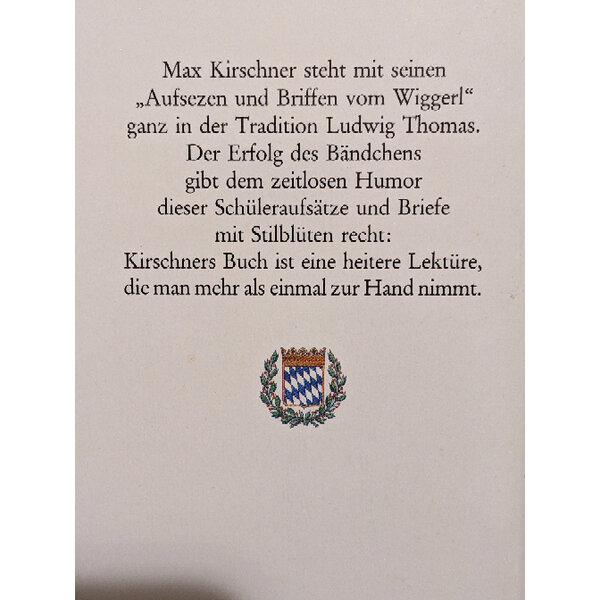 Max Kirschner steht mit seinen
„Aufsezen und Briffen vom Wiggerl“
ganz in der Tradition Ludwig Thomas.
Der Erfolg des Bändchens
gibt dem zeitlosen Humor
dieser Schüleraufsätze und Briefe
mit Stilblüten recht:
Kirschners Buch ist eine heitere Lektüre,
die man mehr als einmal zur Hand nimmt.